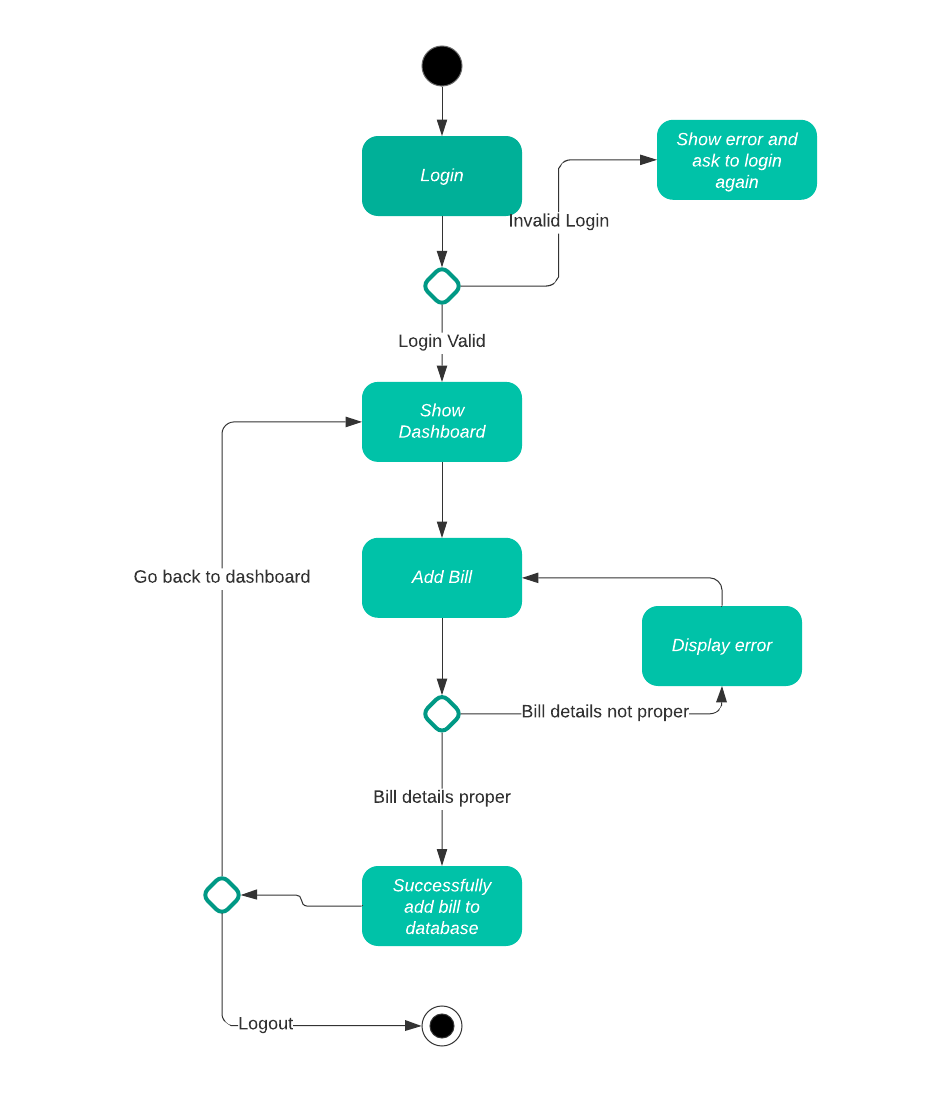 Login
Show error and
ask to login
again
Invalid Login
Login Valid
Show
Dashboard
Go back to dashboard
Add Bill
Display error
Bill details not proper
Bill details proper
Successfully
add bill to
database
Logout